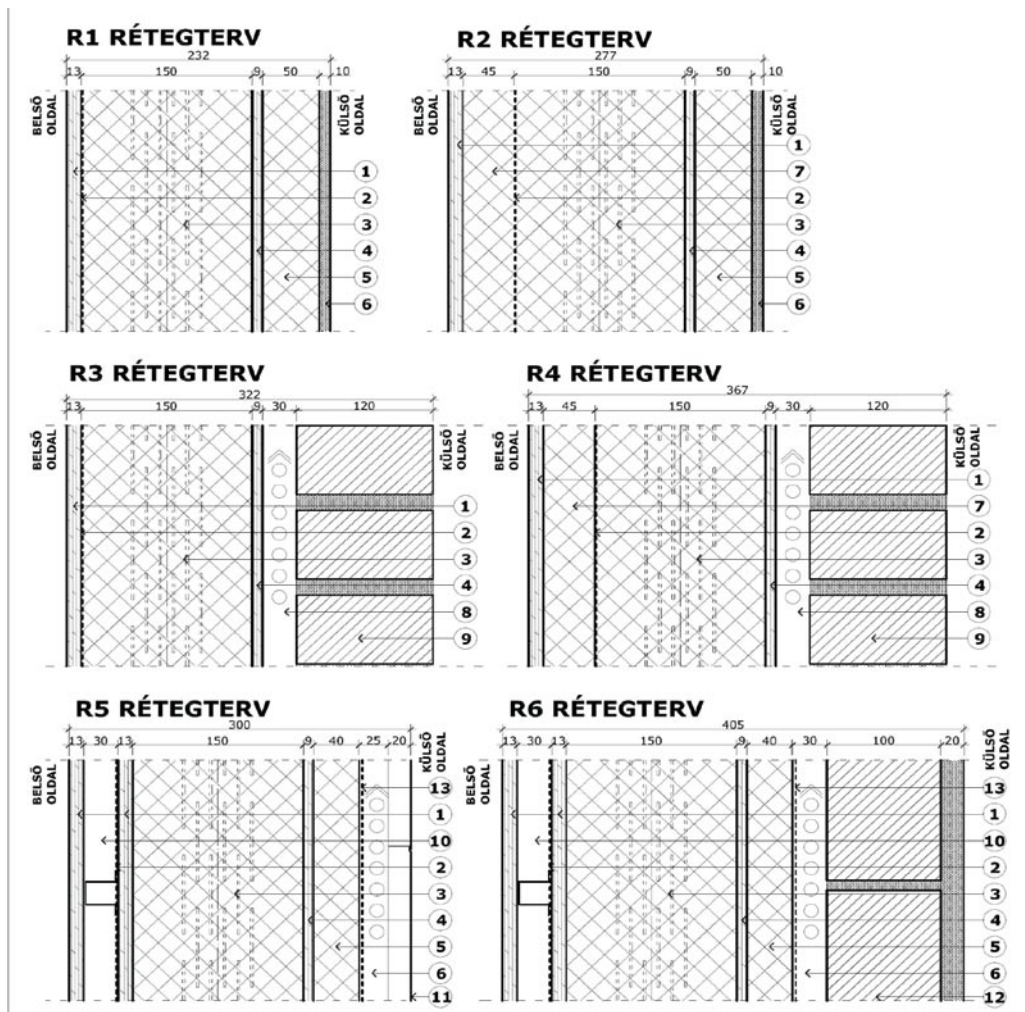 R1 RÉTEGTERV
232
13 150 9 50 10
BELSŐ OLDAL
KÜLSŐ OLDAL
1
2
3
4
5
6
R2 RÉTEGTERV
277
13 45 150 9 50 10
BELSŐ OLDAL
KÜLSŐ OLDAL
1
7
2
3
4
5
6
R3 RÉTEGTERV
322
13 150 9 30 120
BELSŐ OLDAL
KÜLSŐ OLDAL
1
2
3
4
8
9
R4 RÉTEGTERV
367
13 45 150 9 30 120
BELSŐ OLDAL
KÜLSŐ OLDAL
1
7
2
3
4
8
9
R5 RÉTEGTERV
300
13 30 13 150 9 40 25 20
BELSŐ OLDAL
KÜLSŐ OLDAL
13
1
10
2
3
4
5
6
11
R6 RÉTEGTERV
405
13 30 13 150 9 40 30 100 20
BELSŐ OLDAL
KÜLSŐ OLDAL
13
1
10
2
3
4
5
6
12